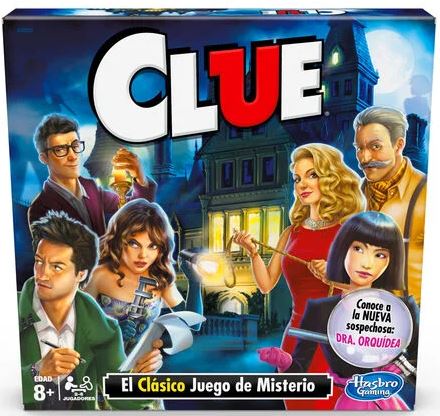 CLUE
Conoce a
la NUEVA
sospechosa:
DRA. ORQUÍDEA
EDAD
8+
2-6
JUGADORES
El Clásico Juego de Misterio
Hasbro
Gaming